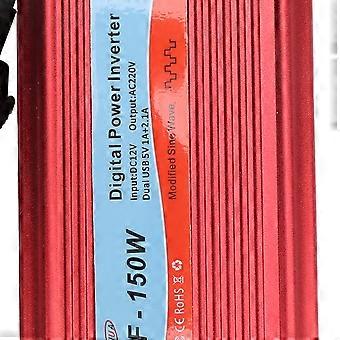 Digital Power Inverter
Input:DC12V Output:AC220V
Dual USB 5V 1A+2.1A
F - 150W
Modified Sine Wave
CE RoHS